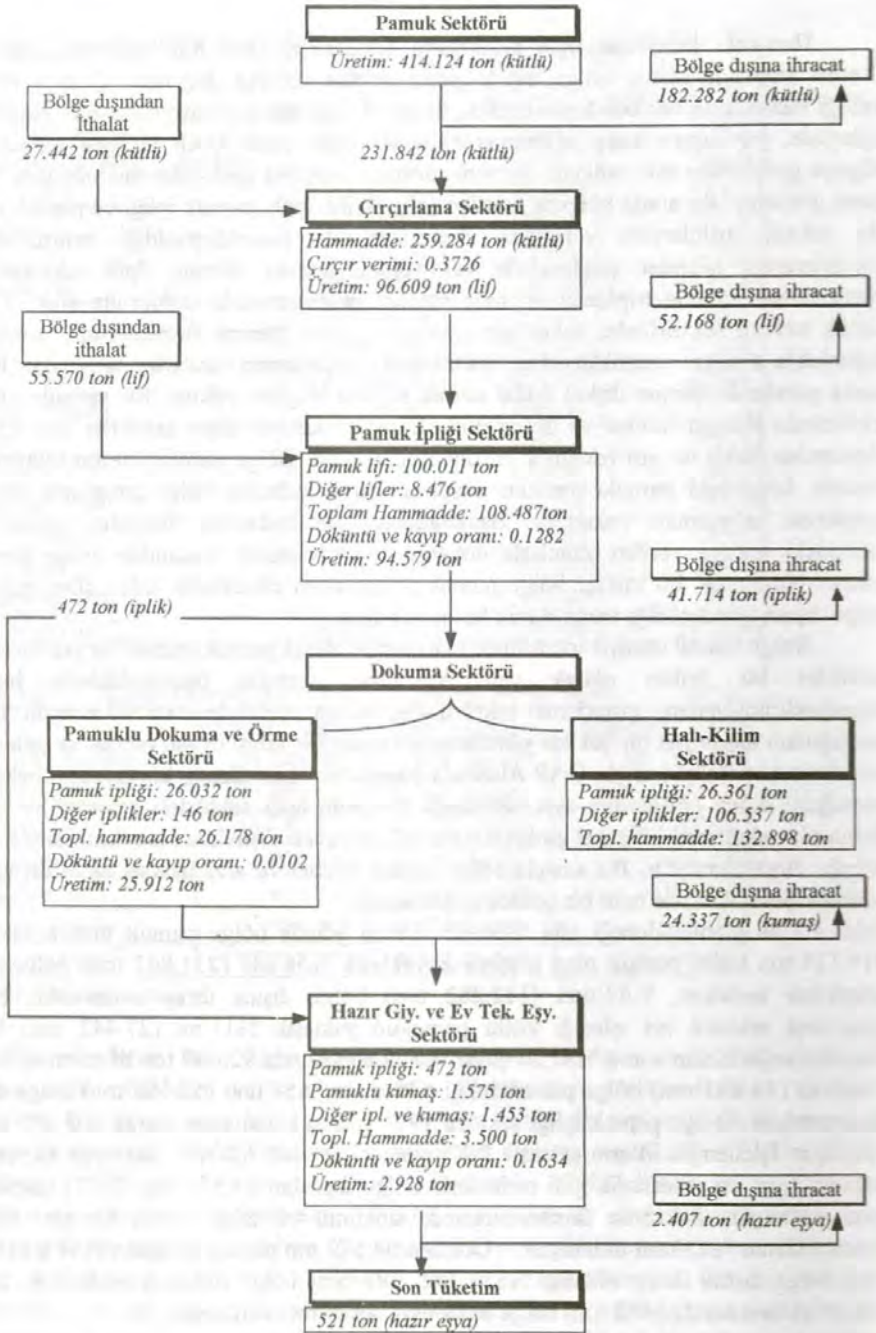 Pamuk Sektörü
Üretim: 414.124 ton (kütlü)
Bölge dışına ihracat
182.282 ton (kütlü)
Bölge dışından
İthalat
27.442 ton (kütlü)
231.842 ton (kütlü)
Çırçırlama Sektörü
Hammadde: 259.284 ton (kütlü)
Çırçır verimi: 0.3726
Üretim: 96.609 ton (lif)
Bölge dışına ihracat
52.168 ton (lif)
Bölge dışından
ithalat
55.570 ton (lif)
Pamuk İpliği Sektörü
Pamuk lifi: 100.011 ton
Diğer lifler: 8.476 ton
Toplam Hammadde: 108.487ton
Döküntü ve kayıp oranı: 0.1282
Üretim: 94.579 ton
Bölge dışına ihracat
41.714 ton (iplik)
472 ton (iplik)
Dokuma Sektörü
Pamuklu Dokuma ve Örme
Sektörü
Pamuk ipliği: 26.032 ton
Diğer iplikler: 146 ton
Topl. hammadde: 26.178 ton
Döküntü ve kayıp oranı: 0.0102
Üretim: 25.912 ton
Halı-Kilim
Sektörü
Pamuk ipliği: 26.361 ton
Diğer iplikler: 106.537 ton
Topl. hammadde: 132.898 ton
Bölge dışına ihracat
24.337 ton (kumaş)
Hazır Giy. ve Ev Tek. Eşy.
Sektörü
Pamuk ipliği: 472 ton
Pamuklu kumaş: 1.575 ton
Diğer ipl. ve kumaş: 1.453 ton
Topl. Hammadde: 3.500 ton
Döküntü ve kayıp oranı: 0.1634
Üretim: 2.928 ton
Bölge dışına ihracat
2.407 ton (hazır eşya)
Son Tüketim
521 ton (hazır eşya)